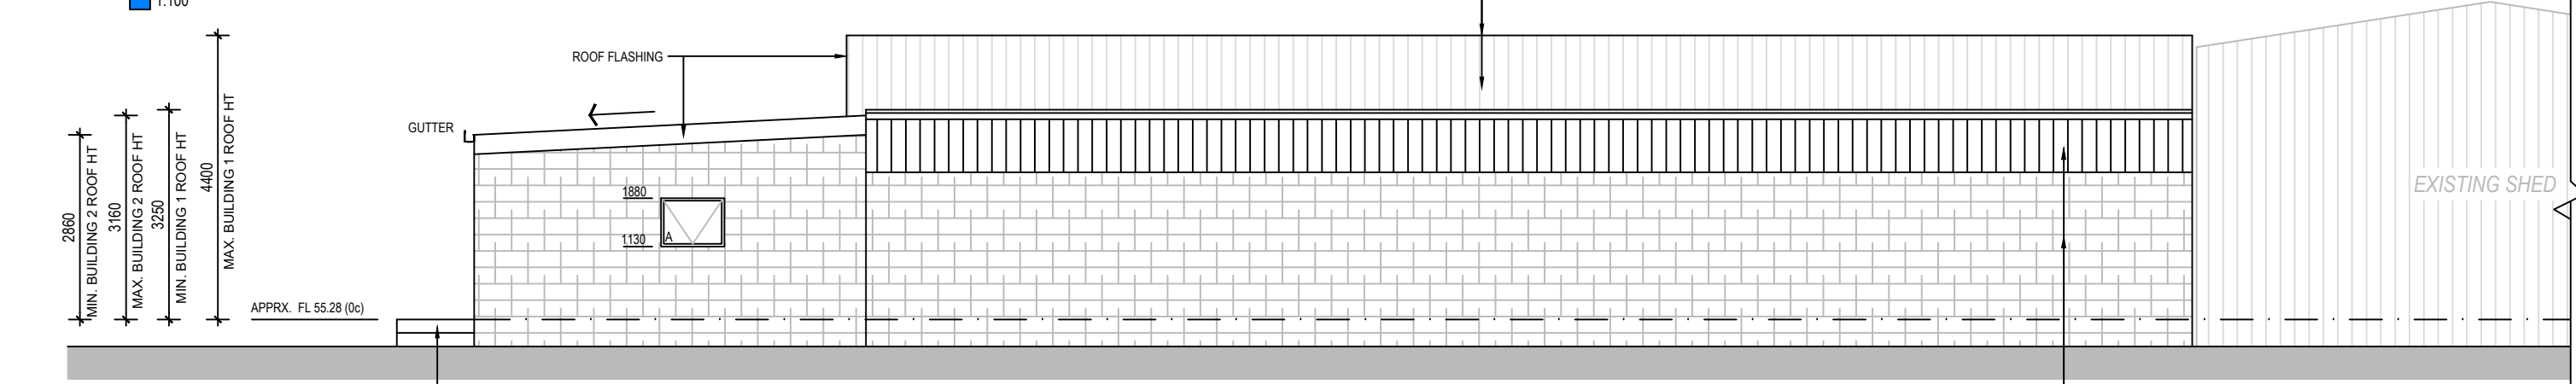 1:100
ROOF FLASHING
GUTTER
2860
MIN. BUILDING 2 ROOF HT
3160
MAX. BUILDING 2 ROOF HT
3250
MIN. BUILDING 1 ROOF HT
4400
MAX. BUILDING 1 ROOF HT
1880
1130
A
APPRX. FL 55.28 (0c)
EXISTING SHED